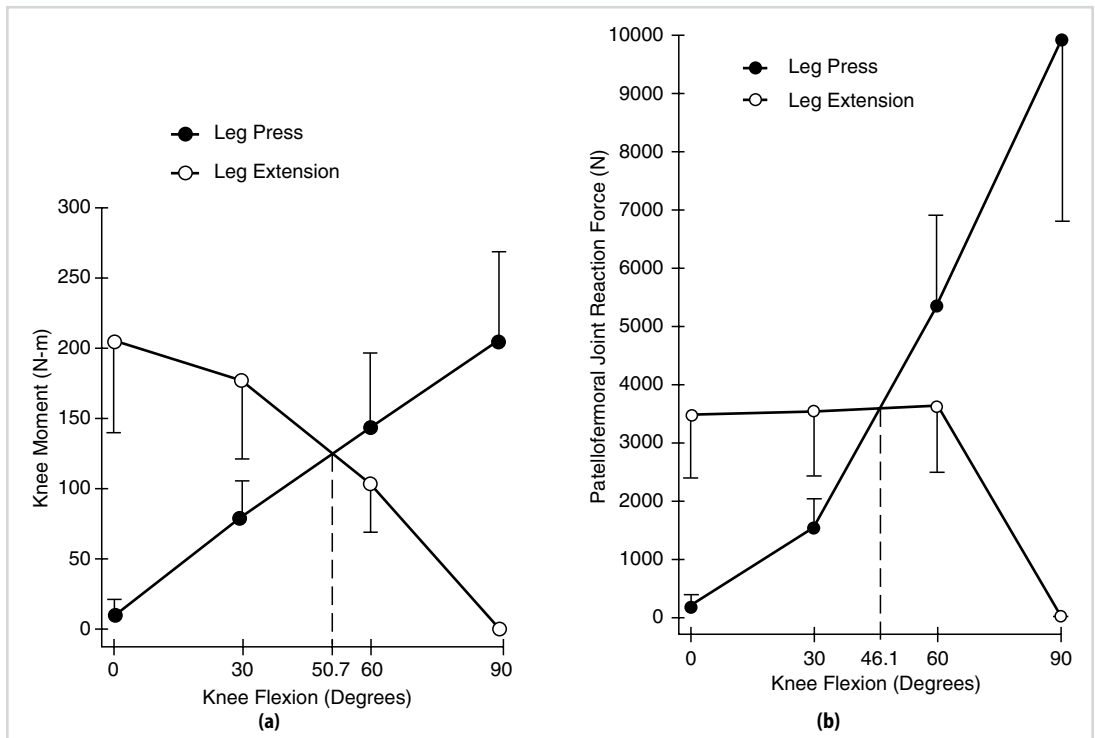 Leg Press
Leg Extension
300
250
200
150
100
50
0
Knee Moment (N-m)
0 30 50.7 60 90
Knee Flexion (Degrees)
(a)
Leg Press
Leg Extension
10000
9000
8000
7000
6000
5000
4000
3000
2000
1000
0
Patellofermoral Joint Reaction Force (N)
0 30 46.1 60 90
Knee Flexion (Degrees)
(b)